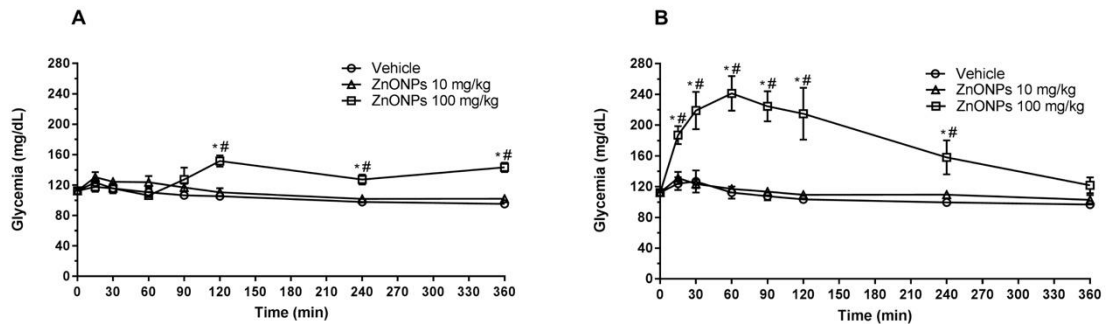 A
Glycemia (mg/dL)
280
240
200
160
120
80
40
0
Vehicle
ZnONPs 10 mg/kg
ZnONPs 100 mg/kg
*#
*#
*#
0 30 60 90 120 150 180 210 240 270 300 330 360
Time (min)
B
Glycemia (mg/dL)
280
240
200
160
120
80
40
0
Vehicle
ZnONPs 10 mg/kg
ZnONPs 100 mg/kg
*#
*#
*#
*#
*#
*#
0 30 60 90 120 150 180 210 240 270 300 330 360
Time (min)